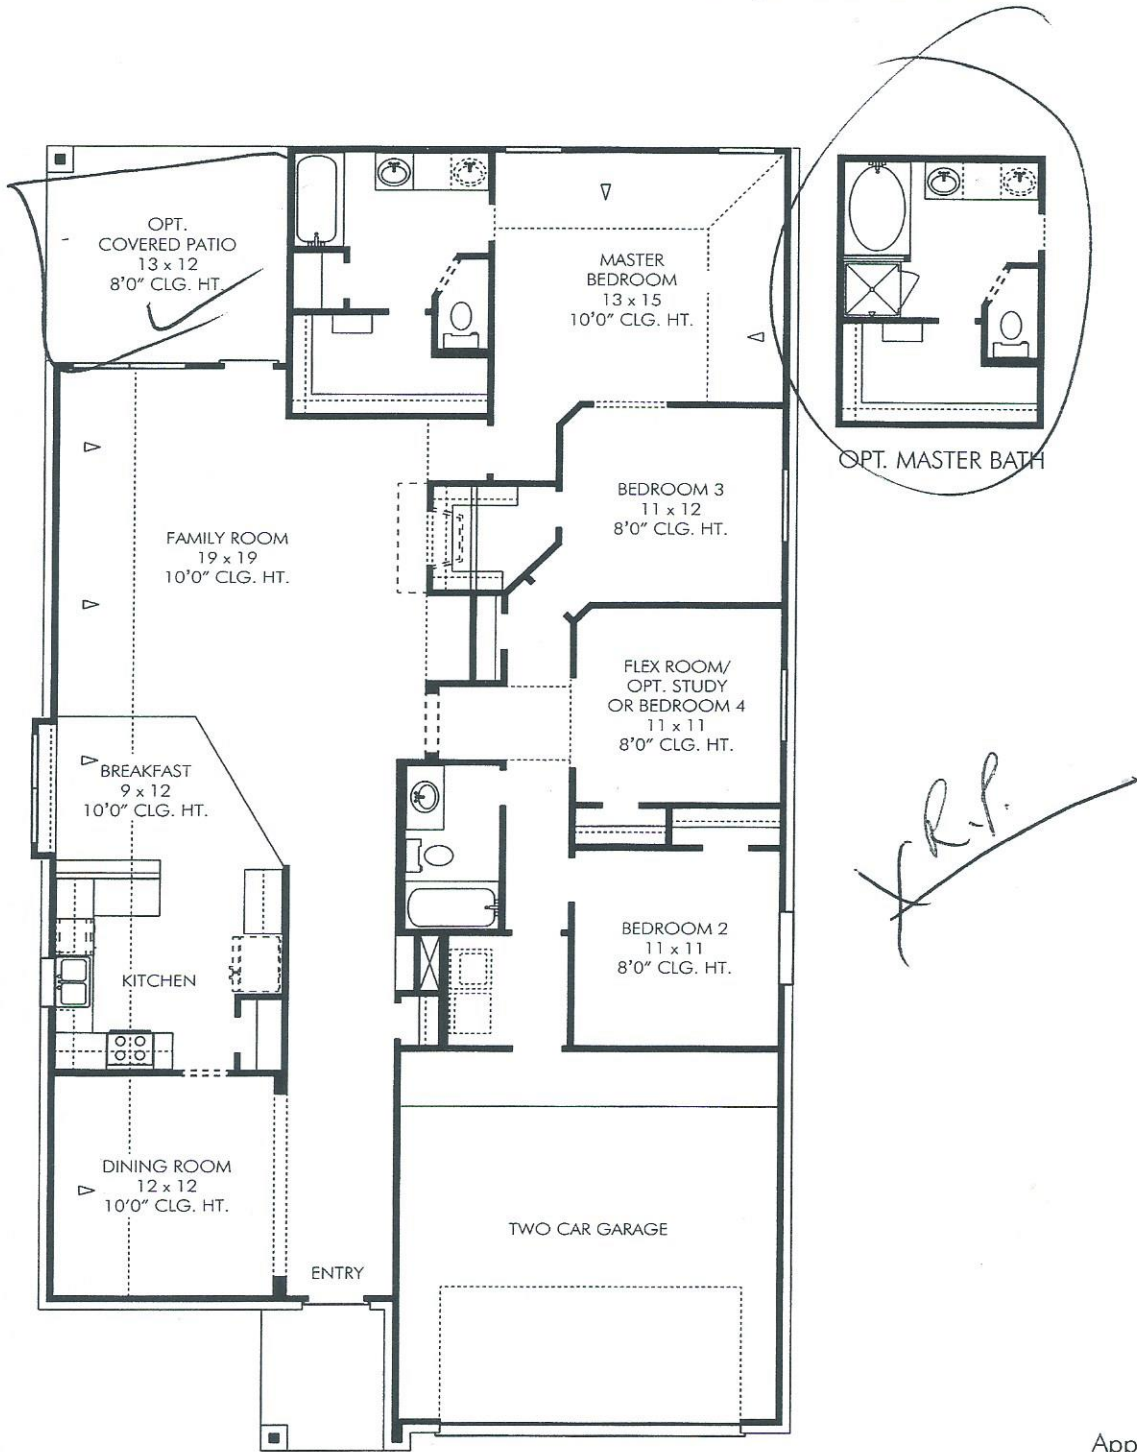 OPT.
COVERED PATIO
13 x 12
8'0" CLG. HT.
MASTER
BEDROOM
13 x 15
10'0" CLG. HT.
OPT. MASTER BATH
BEDROOM 3
11 x 12
8'0" CLG. HT.
FAMILY ROOM
19 x 19
10'0" CLG. HT.
FLEX ROOM/
OPT. STUDY
OR BEDROOM 4
11 x 11
8'0" CLG. HT.
BREAKFAST
9 x 12
10'0" CLG. HT.
R.P.
BEDROOM 2
11 x 11
8'0" CLG. HT.
KITCHEN
DINING ROOM
12 x 12
10'0" CLG. HT.
TWO CAR GARAGE
ENTRY
App